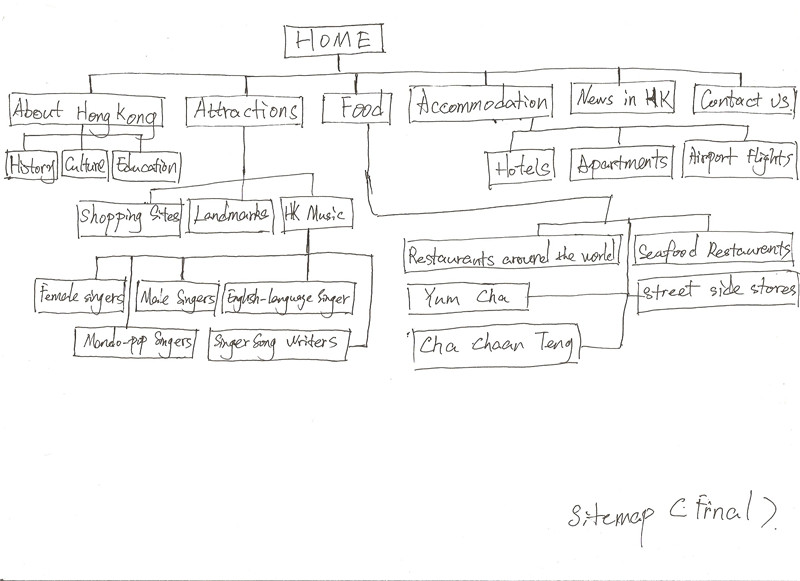 HOME
About Hong Kong
Attractions
Food
Accommodation
News in HK
Contact us.
History
Culture
Education
Hotels
Apartments
Airport flights
Shopping Sites
Landmarks
HK Music
Restaurants around the world
Seafood Restaurents
Female singers
Male Singers
English-language Singer
Yum Cha
Street side stores
Mando-pop Singers
Singer Song Writers
Cha Chaan Teng
Sitemap (Final).